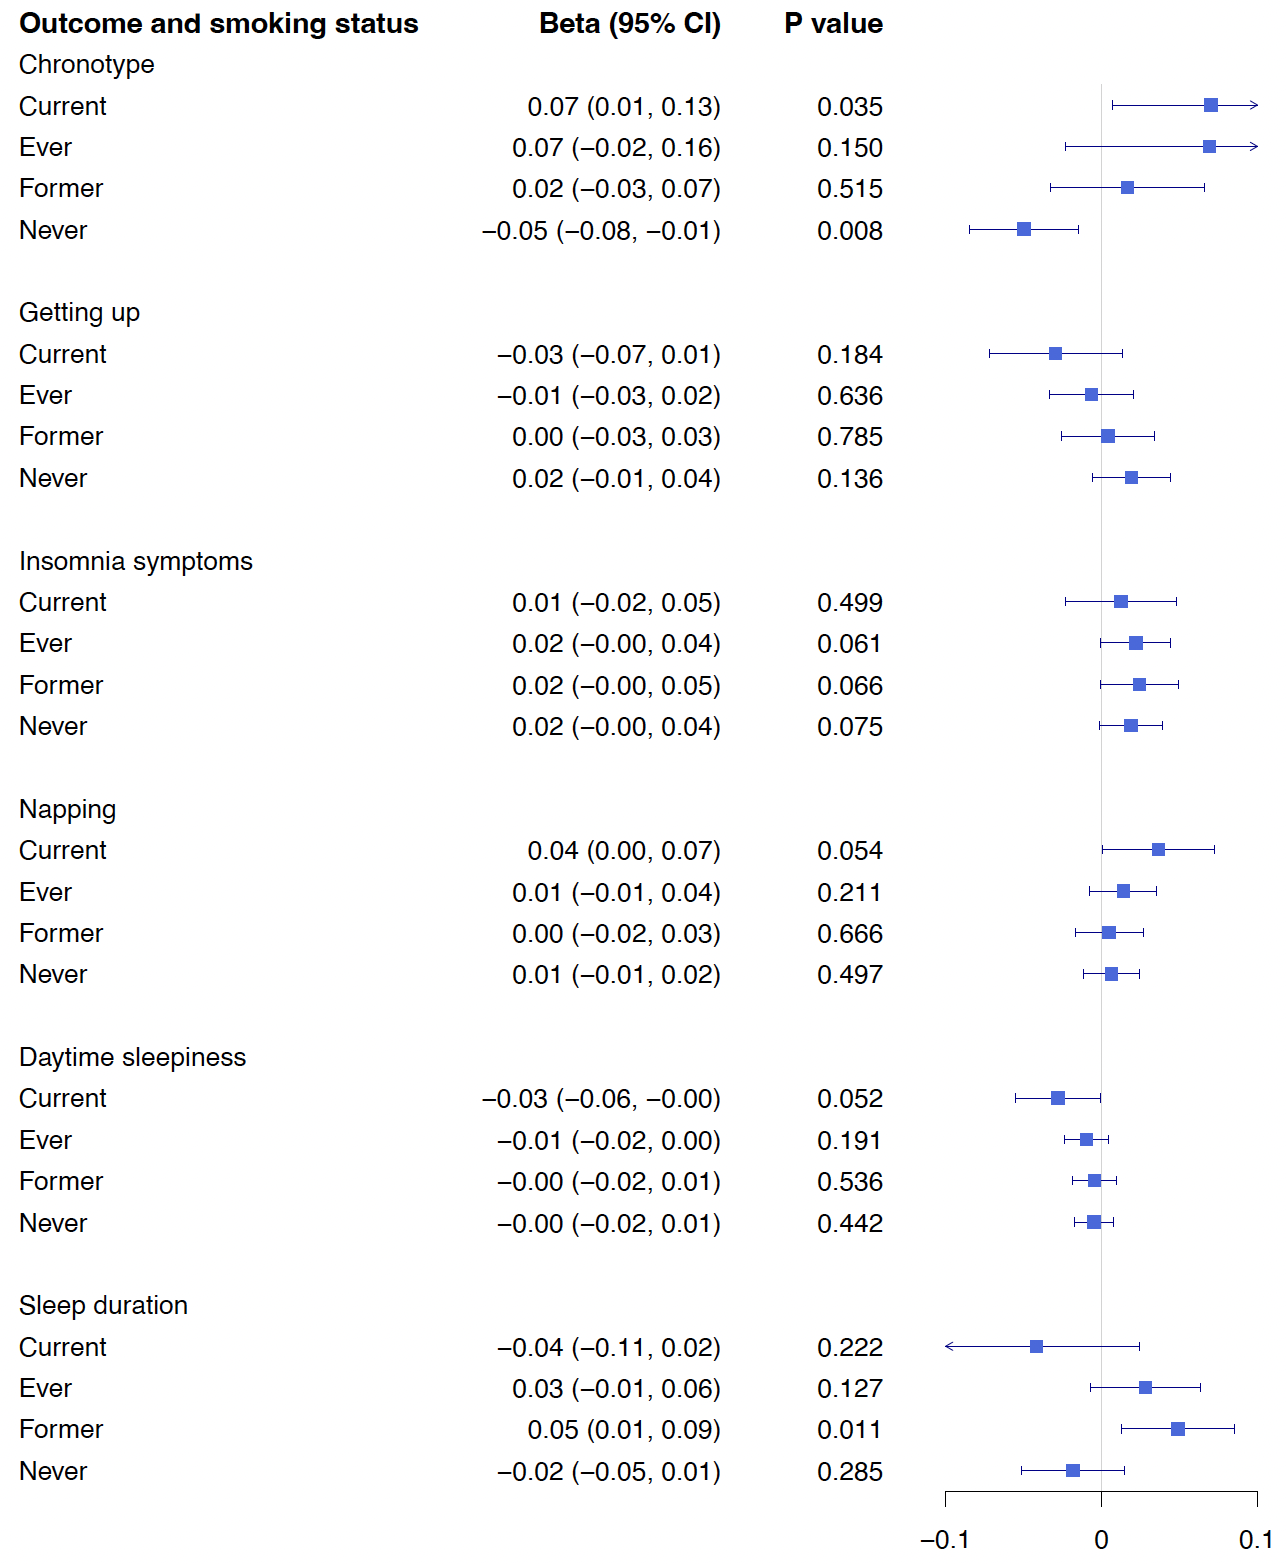 Outcome and smoking status Beta (95% CI) P value
Chronotype
Current 0.07 (0.01, 0.13) 0.035
Ever 0.07 (−0.02, 0.16) 0.150
Former 0.02 (−0.03, 0.07) 0.515
Never −0.05 (−0.08, −0.01) 0.008
Getting up
Current −0.03 (−0.07, 0.01) 0.184
Ever −0.01 (−0.03, 0.02) 0.636
Former 0.00 (−0.03, 0.03) 0.785
Never 0.02 (−0.01, 0.04) 0.136
Insomnia symptoms
Current 0.01 (−0.02, 0.05) 0.499
Ever 0.02 (−0.00, 0.04) 0.061
Former 0.02 (−0.00, 0.05) 0.066
Never 0.02 (−0.00, 0.04) 0.075
Napping
Current 0.04 (0.00, 0.07) 0.054
Ever 0.01 (−0.01, 0.04) 0.211
Former 0.00 (−0.02, 0.03) 0.666
Never 0.01 (−0.01, 0.02) 0.497
Daytime sleepiness
Current −0.03 (−0.06, −0.00) 0.052
Ever −0.01 (−0.02, 0.00) 0.191
Former −0.00 (−0.02, 0.01) 0.536
Never −0.00 (−0.02, 0.01) 0.442
Sleep duration
Current −0.04 (−0.11, 0.02) 0.222
Ever 0.03 (−0.01, 0.06) 0.127
Former 0.05 (0.01, 0.09) 0.011
Never −0.02 (−0.05, 0.01) 0.285
−0.1 0 0.1